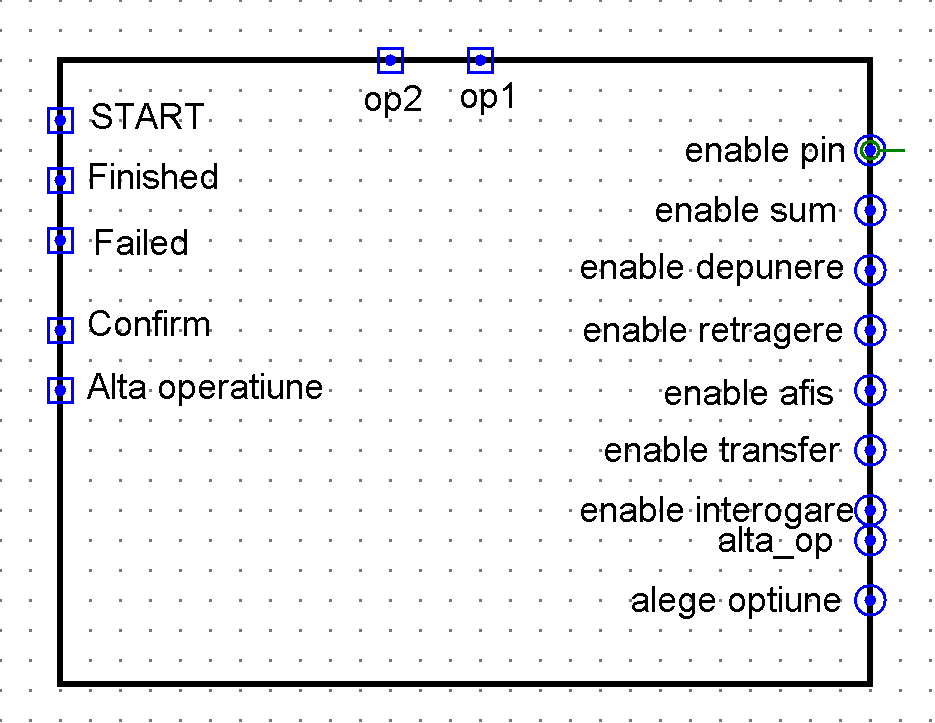 op2 op1
START
Finished
Failed
Confirm
Alta operatiune
enable pin
enable sum
enable depunere
enable retragere
enable afis
enable transfer
enable interogare
alta_op
alege optiune